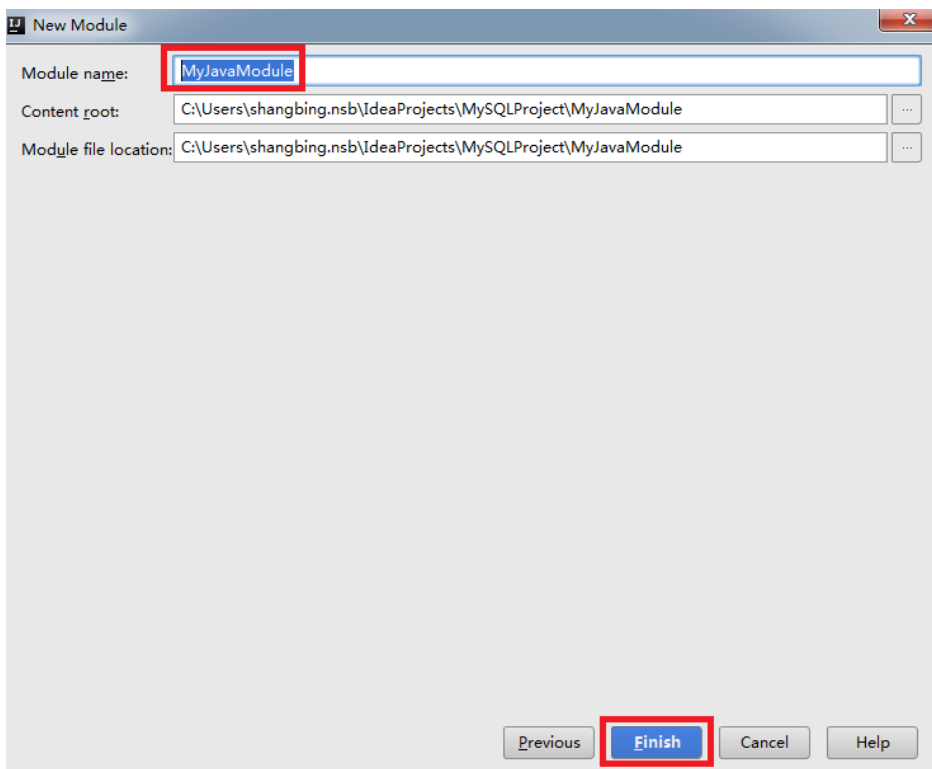 New Module
Module name: MyJavaModule
Content root: C:\Users\shangbing.nsb\IdeaProjects\MySQLProject\MyJavaModule ...
Module file location: C:\Users\shangbing.nsb\IdeaProjects\MySQLProject\MyJavaModule ...
Previous Finish Cancel Help